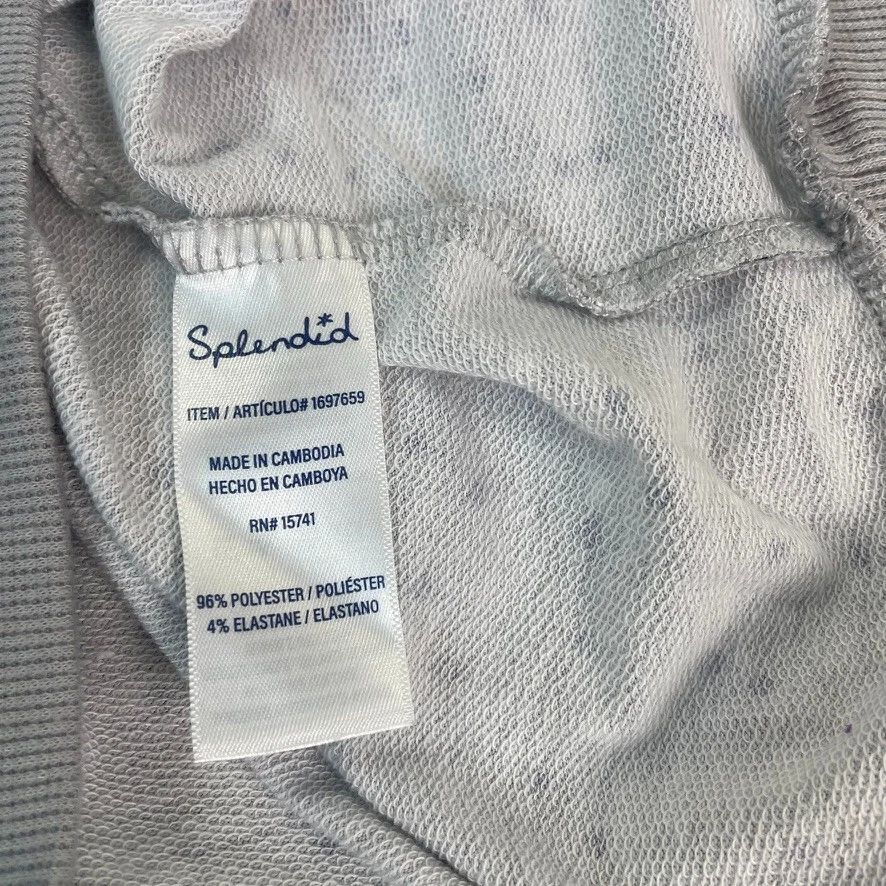 Splendid
ITEM / ARTÍCULO# 1697659
MADE IN CAMBODIA
HECHO EN CAMBOYA
RN# 15741
96% POLYESTER / POLIÉSTER
4% ELASTANE / ELASTANO